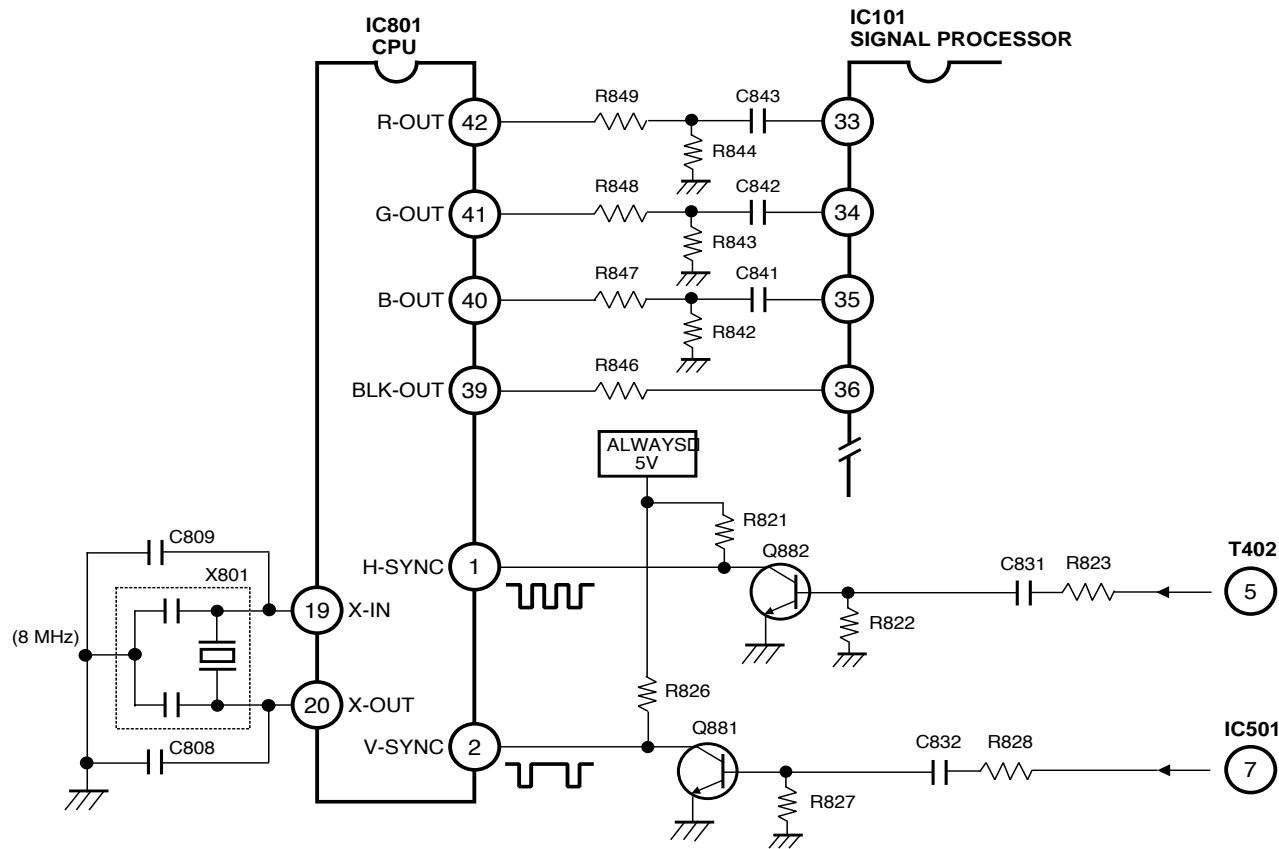 IC801
CPU
IC101
SIGNAL PROCESSOR
R849
C843
R-OUT 42
33
R844
R848
C842
G-OUT 41
34
R843
R847
C841
B-OUT 40
35
R842
R846
BLK-OUT 39
36
ALWAYS
5V
R821
C809
Q882
T402
X801
H-SYNC 1
C831
R823
5
19 X-IN
(8 MHz)
R822
20 X-OUT
R826
C808
V-SYNC 2
Q881
IC501
C832
R828
7
R827